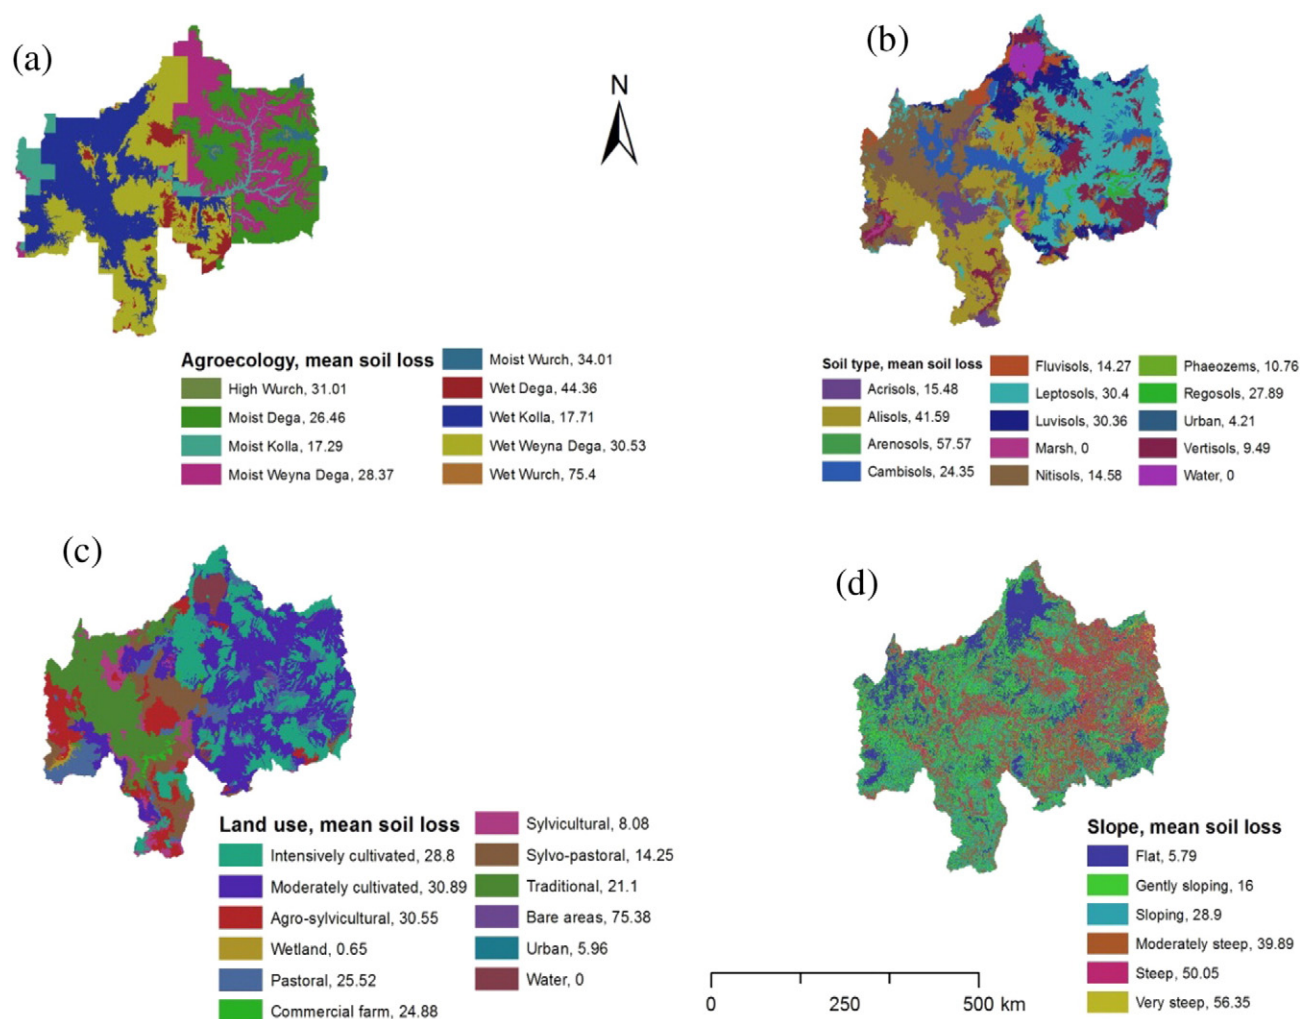 (a)
N
(b)
Agroecology, mean soil loss
High Wurch, 31.01
Moist Dega, 26.46
Moist Kolla, 17.29
Moist Weyna Dega, 28.37
Moist Wurch, 34.01
Wet Dega, 44.36
Wet Kolla, 17.71
Wet Weyna Dega, 30.53
Wet Wurch, 75.4
Soil type, mean soil loss
Acrisols, 15.48
Alisols, 41.59
Arenosols, 57.57
Cambisols, 24.35
Fluvisols, 14.27
Leptosols, 30.4
Luvisols, 30.36
Marsh, 0
Nitisols, 14.58
Phaeozems, 10.76
Regosols, 27.89
Urban, 4.21
Vertisols, 9.49
Water, 0
(c)
Land use, mean soil loss
Intensively cultivated, 28.8
Moderately cultivated, 30.89
Agro-sylvicultural, 30.55
Wetland, 0.65
Pastoral, 25.52
Commercial farm, 24.88
Sylvicultural, 8.08
Sylvo-pastoral, 14.25
Traditional, 21.1
Bare areas, 75.38
Urban, 5.96
Water, 0
(d)
Slope, mean soil loss
Flat, 5.79
Gently sloping, 16
Sloping, 28.9
Moderately steep, 39.89
Steep, 50.05
Very steep, 56.35
0 250 500 km